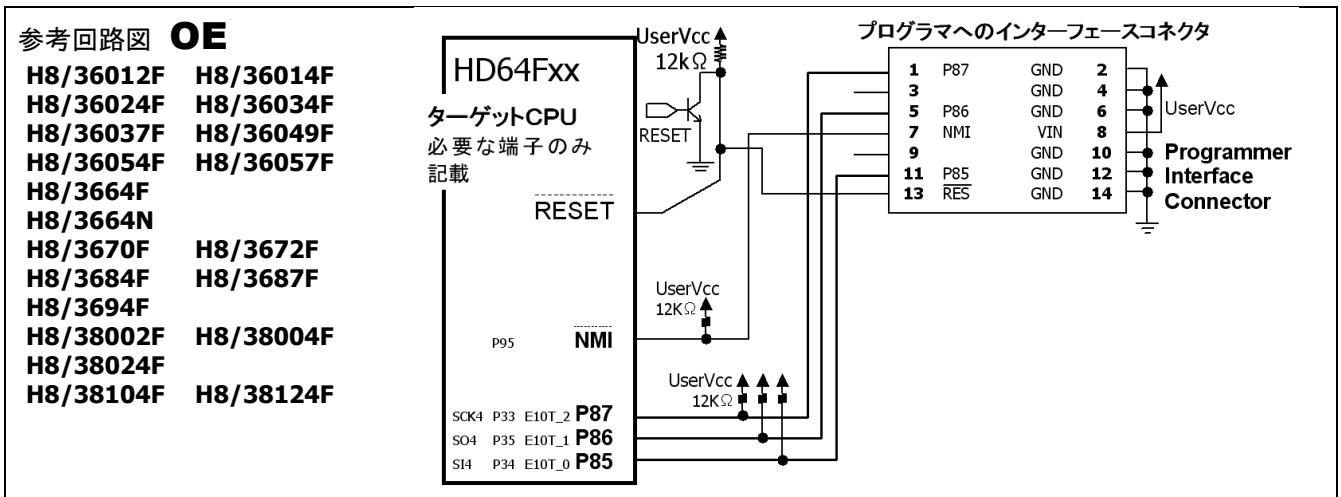 参考回路図 OE
H8/36012F H8/36014F
H8/36024F H8/36034F
H8/36037F H8/36049F
H8/36054F H8/36057F
H8/3664F
H8/3664N
H8/3670F H8/3672F
H8/3684F H8/3687F
H8/3694F
H8/38002F H8/38004F
H8/38024F
H8/38104F H8/38124F
HD64Fxx
ターゲットCPU
必要な端子のみ
記載
UserVcc
12kΩ
RESET
RESET
UserVcc
12KΩ
P95 NMI
UserVcc
12KΩ
SCK4 P33 E10T_2 P87
SO4 P35 E10T_1 P86
SI4 P34 E10T_0 P85
プログラマへのインターフェースコネクタ
1 P87 GND 2
3 GND 4
5 P86 GND 6
7 NMI VIN 8
9 GND 10
11 P85 GND 12
13 RES GND 14
UserVcc
Programmer
Interface
Connector